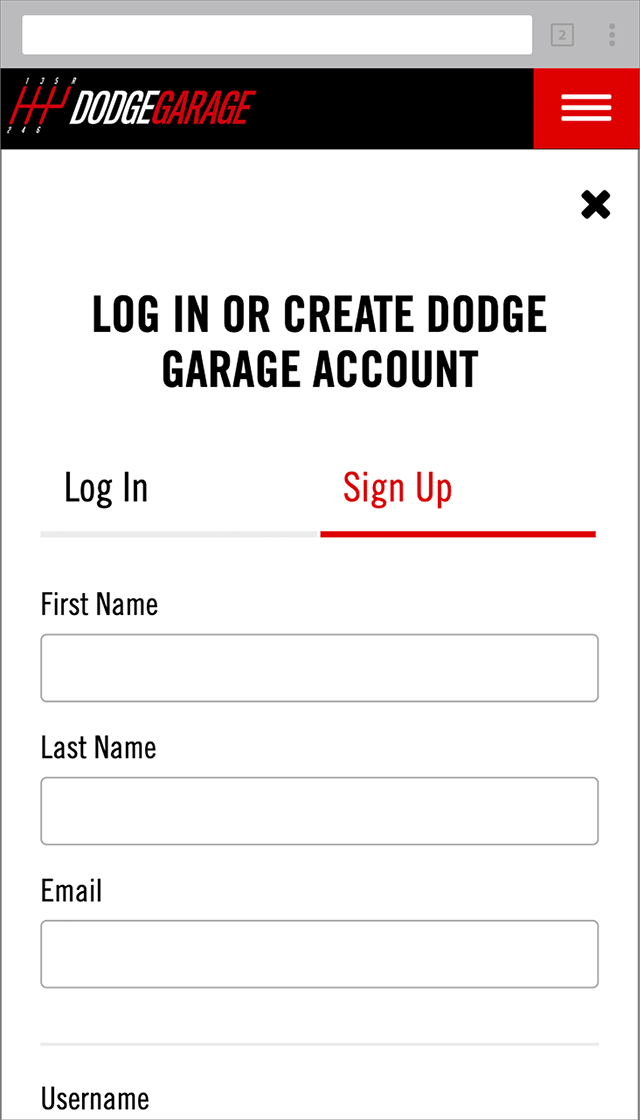 2
1 3 5 R
DODGEGARAGE
2 4 6
LOG IN OR CREATE DODGE
GARAGE ACCOUNT
Log In
Sign Up
First Name
Last Name
Email
Username